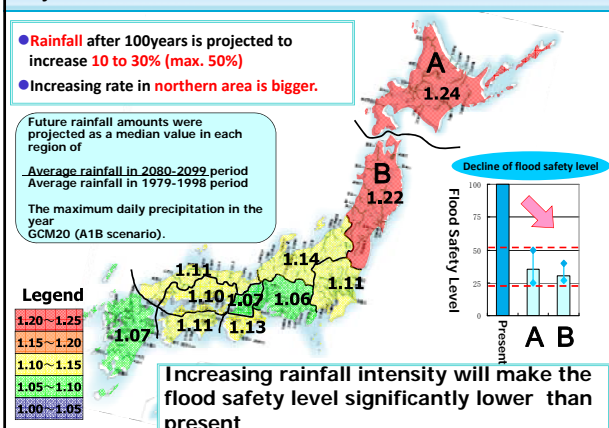 ●Rainfall after 100years is projected to
increase 10 to 30% (max. 50%)
●Increasing rate in northern area is bigger.
Future rainfall amounts were
projected as a median value in each
region of
Average rainfall in 2080-2099 period
Average rainfall in 1979-1998 period
The maximum daily precipitation in the
year
GCM20 (A1B scenario).
A
1.24
B
1.22
1.14
1.11
1.11
1.10
1.07
1.06
1.11
1.13
1.07
Legend
1.20～1.25
1.15～1.20
1.10～1.15
1.05～1.10
1.00～1.05
Decline of flood safety level
Flood Safety Level
100
75
50
25
0
Present
A
B
Increasing rainfall intensity will make the
flood safety level significantly lower than
present